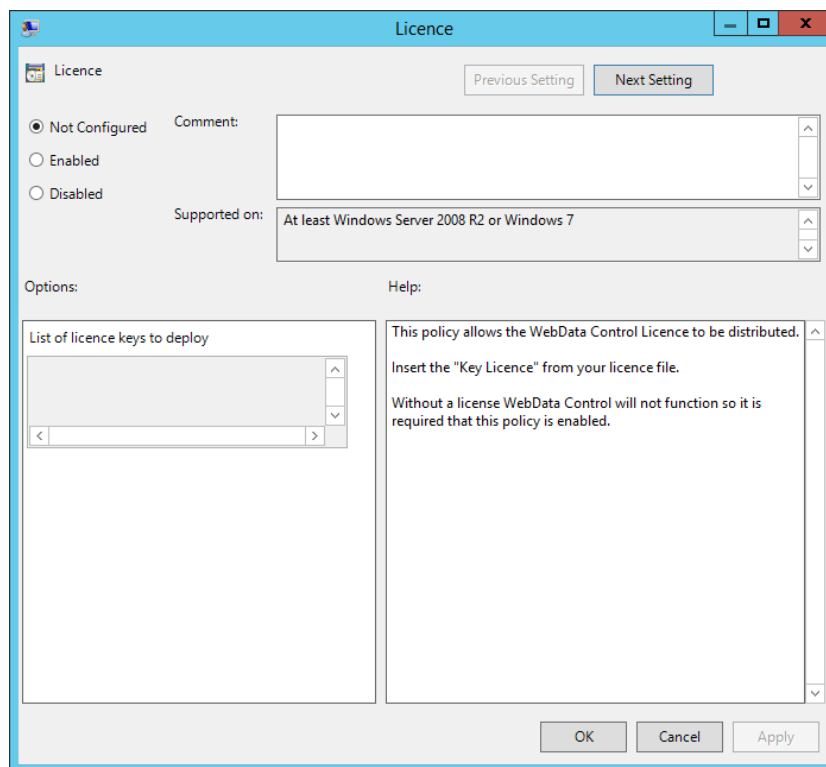 Licence
Licence
Previous Setting
Next Setting
Not Configured
Comment:
Enabled
Disabled
Supported on:
At least Windows Server 2008 R2 or Windows 7
Options:
Help:
List of licence keys to deploy
This policy allows the WebData Control Licence to be distributed.
Insert the "Key Licence" from your licence file.
Without a license WebData Control will not function so it is
required that this policy is enabled.
OK
Cancel
Apply